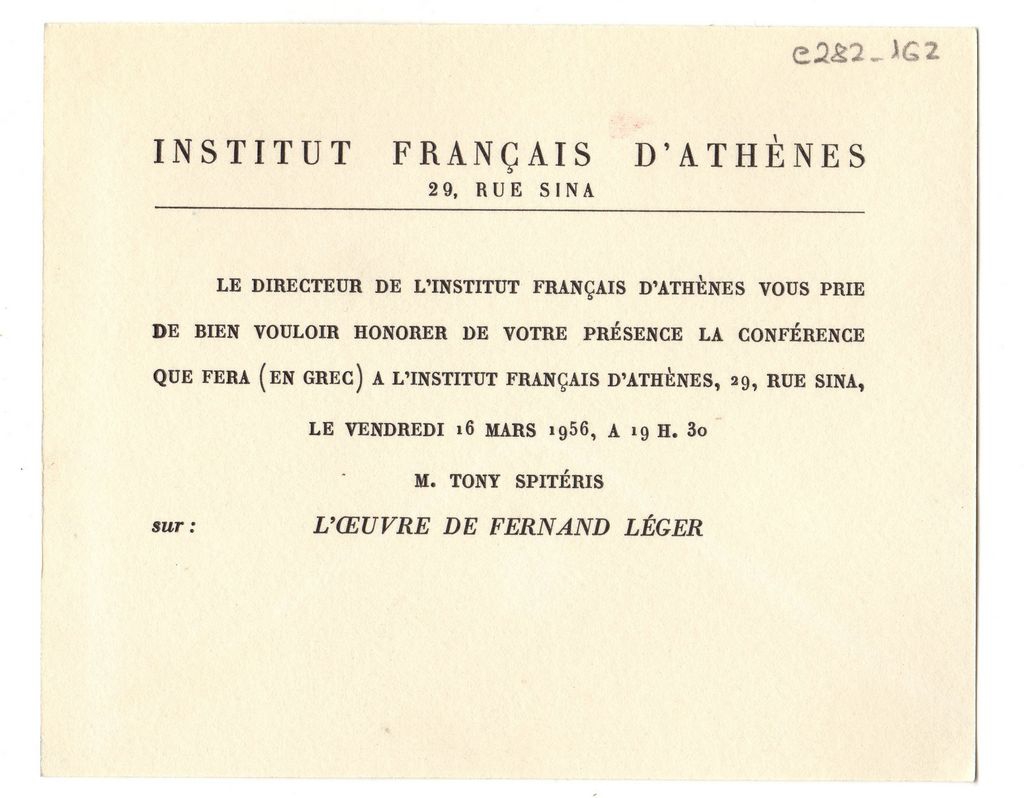 e282_162
INSTITUT FRANÇAIS D'ATHÈNES
29, RUE SINA
LE DIRECTEUR DE L'INSTITUT FRANÇAIS D'ATHÈNES VOUS PRIE
DE BIEN VOULOIR HONORER DE VOTRE PRÉSENCE LA CONFÉRENCE
QUE FERA (EN GREC) A L'INSTITUT FRANÇAIS D'ATHÈNES, 29, RUE SINA,
LE VENDREDI 16 MARS 1956, A 19 H. 30
M. TONY SPITÉRIS
sur : L'ŒUVRE DE FERNAND LÉGER